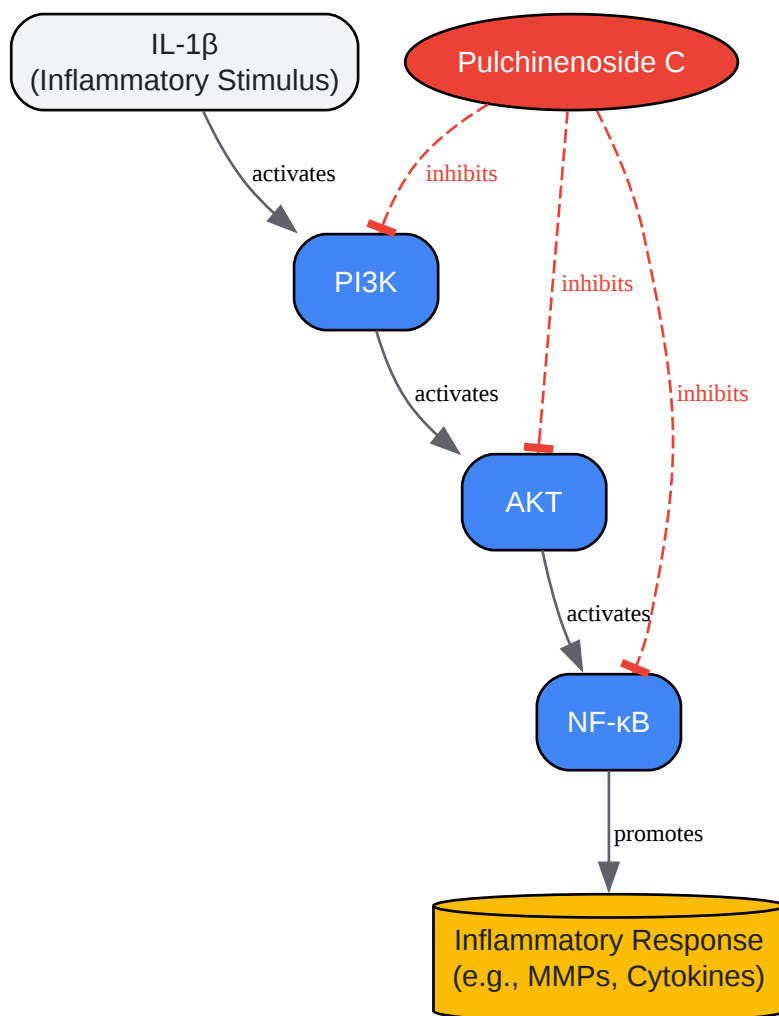 IL-1β
(Inflammatory Stimulus)
Pulchinenoside C
activates
inhibits
PI3K
inhibits
activates
inhibits
AKT
activates
NF-κB
promotes
Inflammatory Response
(e.g., MMPs, Cytokines)